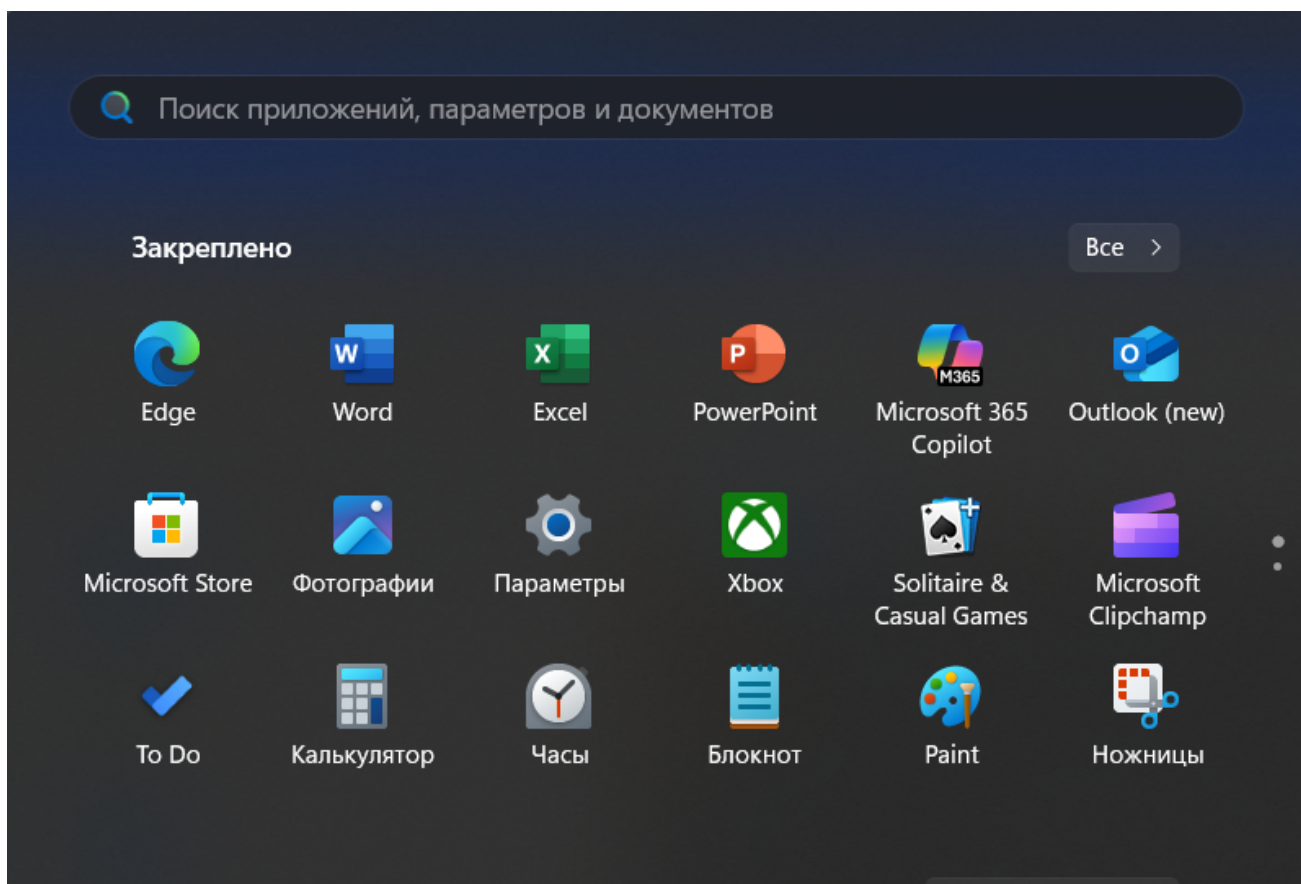 Поиск приложений, параметров и документов
Закреплено
Все
W
X
P
M365
O
Edge
Word
Excel
PowerPoint
Microsoft 365
Copilot
Outlook (new)
Microsoft Store
Фотографии
Параметры
Xbox
Solitaire &
Casual Games
Microsoft
Clipchamp
To Do
Калькулятор
Часы
Блокнот
Paint
Ножницы